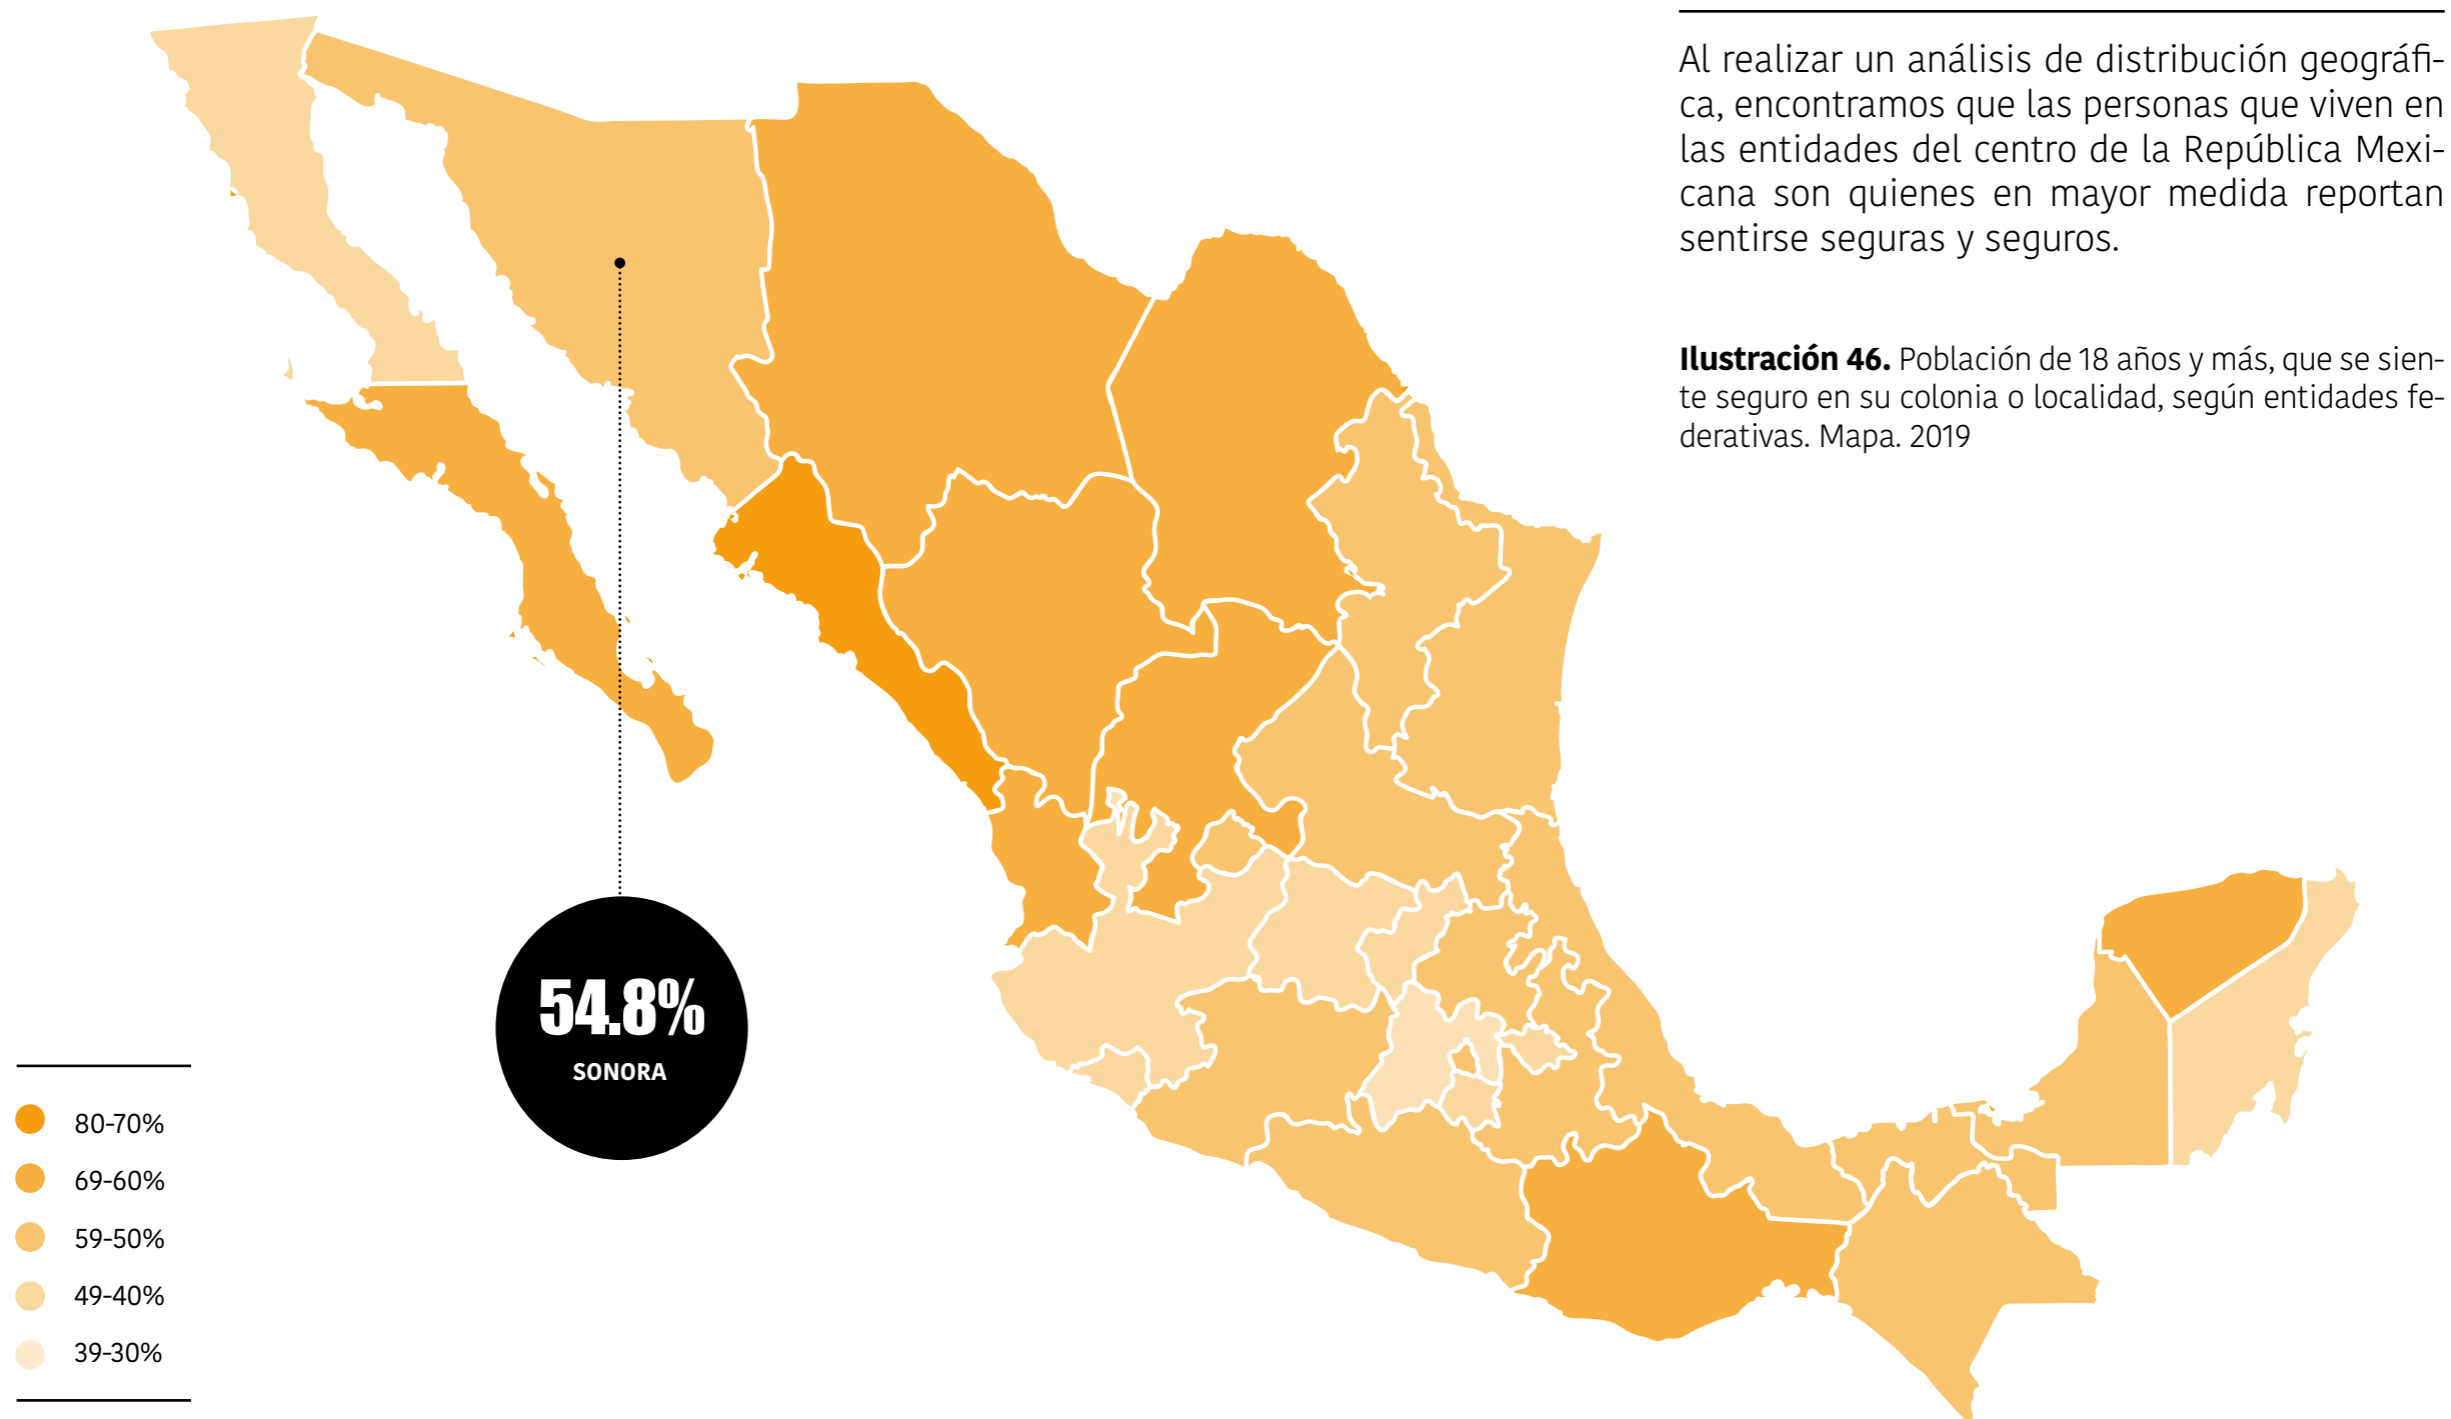 Al realizar un análisis de distribución geográfi-
ca, encontramos que las personas que viven en
las entidades del centro de la República Mexi-
cana son quienes en mayor medida reportan
sentirse seguras y seguros.
Ilustración 46. Población de 18 años y más, que se sien-
te seguro en su colonia o localidad, según entidades fe-
derativas. Mapa. 2019
54.8%
SONORA
80-70%
69-60%
59-50%
49-40%
39-30%